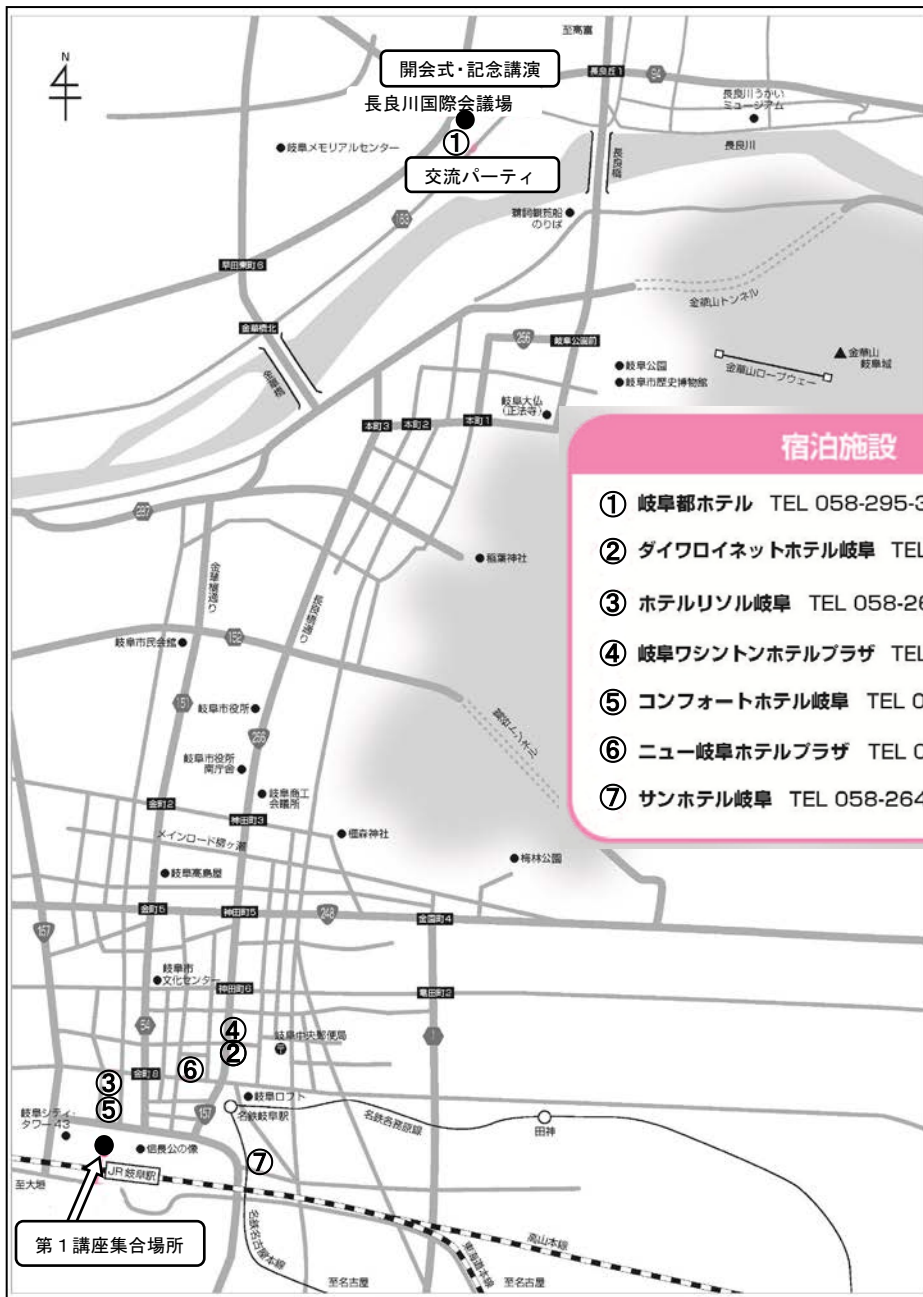 N
至高富
開会式・記念講演
長良丘1
94
長良川国際会議場
長良川うかい
ミュージアム
①
岐阜メモリアルセンター
交流パーティ
長良川
長良橋
163
鵜飼観覧船
のりば
早田東町6
金華山トンネル
金華橋北
金華橋
256
岐阜公園前
岐阜公園
岐阜市歴史博物館
金華山ロープウェー
金華山
岐阜城
岐阜大仏
(正法寺)
本町3
本町2
本町1
宿泊施設
① 岐阜都ホテル TEL 058-295-3
② ダイワロイネットホテル岐阜 TEL
③ ホテルリソル岐阜 TEL 058-26
④ 岐阜ワシントンホテルプラザ TEL
⑤ コンフォートホテル岐阜 TEL 0
⑥ ニュー岐阜ホテルプラザ TEL 0
⑦ サンホテル岐阜 TEL 058-264
287
稲葉神社
金華橋通り
長良橋通り
152
岐阜市民会館
151
岐阜市役所
256
岐阜市役所
南庁舎
岐阜商工
会議所
金町2
神田町3
メインロード柳ヶ瀬
橿森神社
梅林公園
岐阜高島屋
金町5
神田町5
248
金園町4
157
岐阜市
文化センター
神田町6
竜田町2
54
④
②
岐阜中央郵便局
1
⑥
金町8
③
⑤
岐阜シティ・
タワー43
157
岐阜ロフト
名鉄岐阜駅
名鉄各務原線
田神
信長公の像
⑦
JR岐阜駅
至大垣
第1講座集合場所
名鉄名古屋本線
東海道本線
高山本線
至名古屋
至名古屋